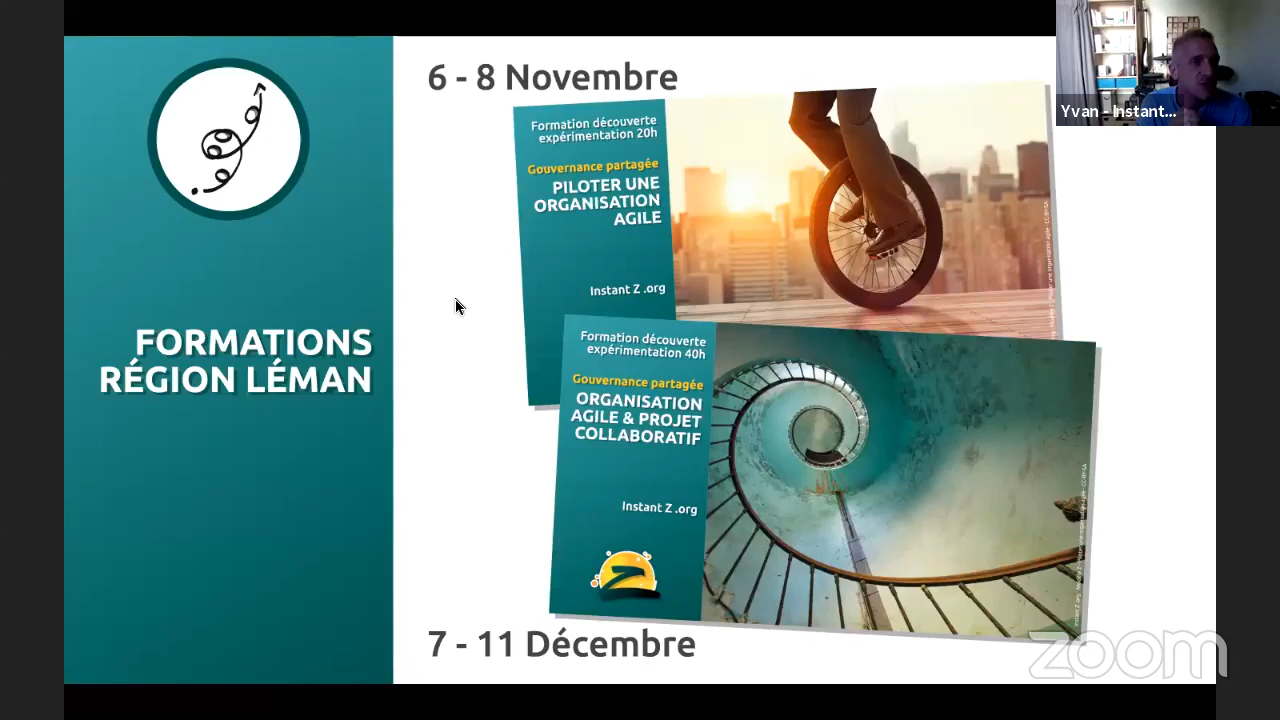 6 - 8 Novembre
Yvan - Instant...
Formation découverte
expérimentation 20h
Gouvernance partagée
PILOTER UNE
ORGANISATION
AGILE
Instant Z .org
FORMATIONS
RÉGION LÉMAN
Formation découverte
expérimentation 40h
Gouvernance partagée
ORGANISATION
AGILE & PROJET
COLLABORATIF
Instant Z .org
Z
7 - 11 Décembre
zoom